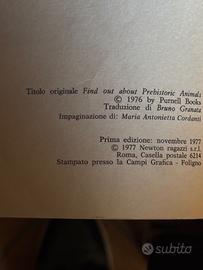 Titolo originale Find out about Prehistoric Animals
© 1976 by Purnell Books
Traduzione di Bruno Granata
Impaginazione di: Maria Antonietta Cordanti
Prima edizione: novembre 1977
© 1977 Newton ragazzi s.r.l.
Roma, Casella postale 6214
Stampato presso la Campi Grafica - Foligno
subito